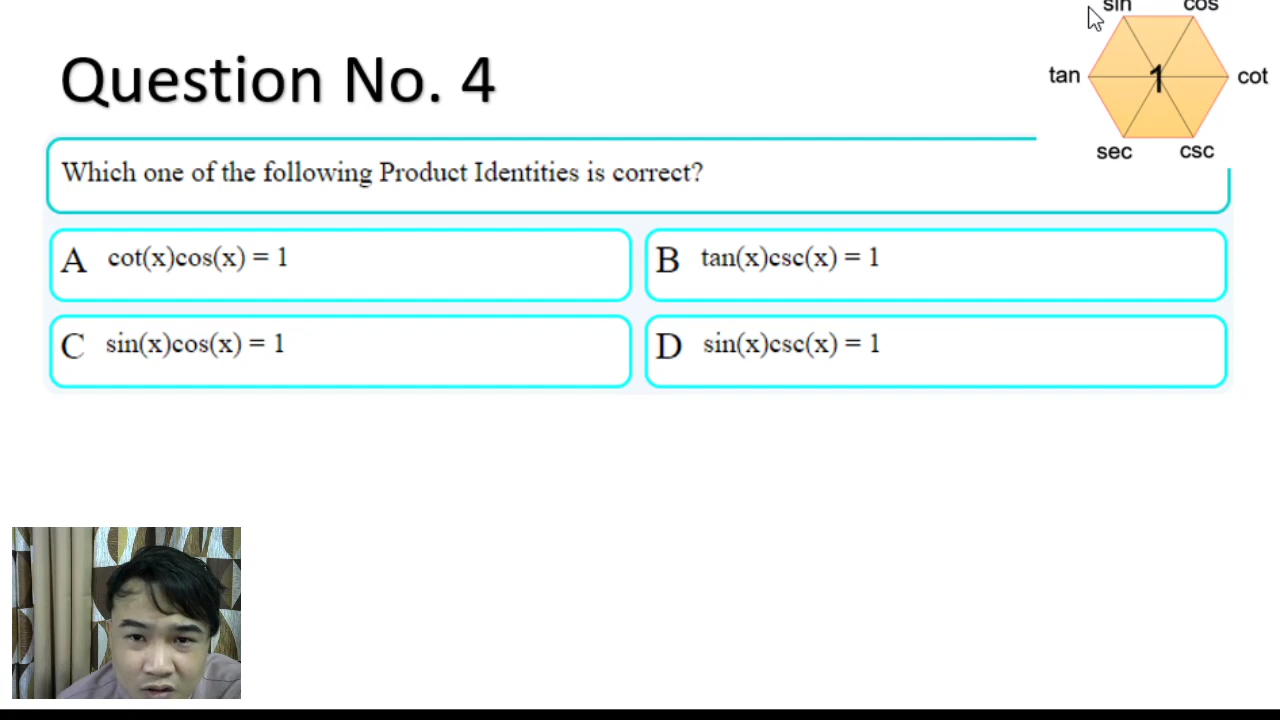 sin cos
Question No. 4
tan 1 cot
sec csc
Which one of the following Product Identities is correct?
A cot(x)cos(x) = 1
B tan(x)csc(x) = 1
C sin(x)cos(x) = 1
D sin(x)csc(x) = 1